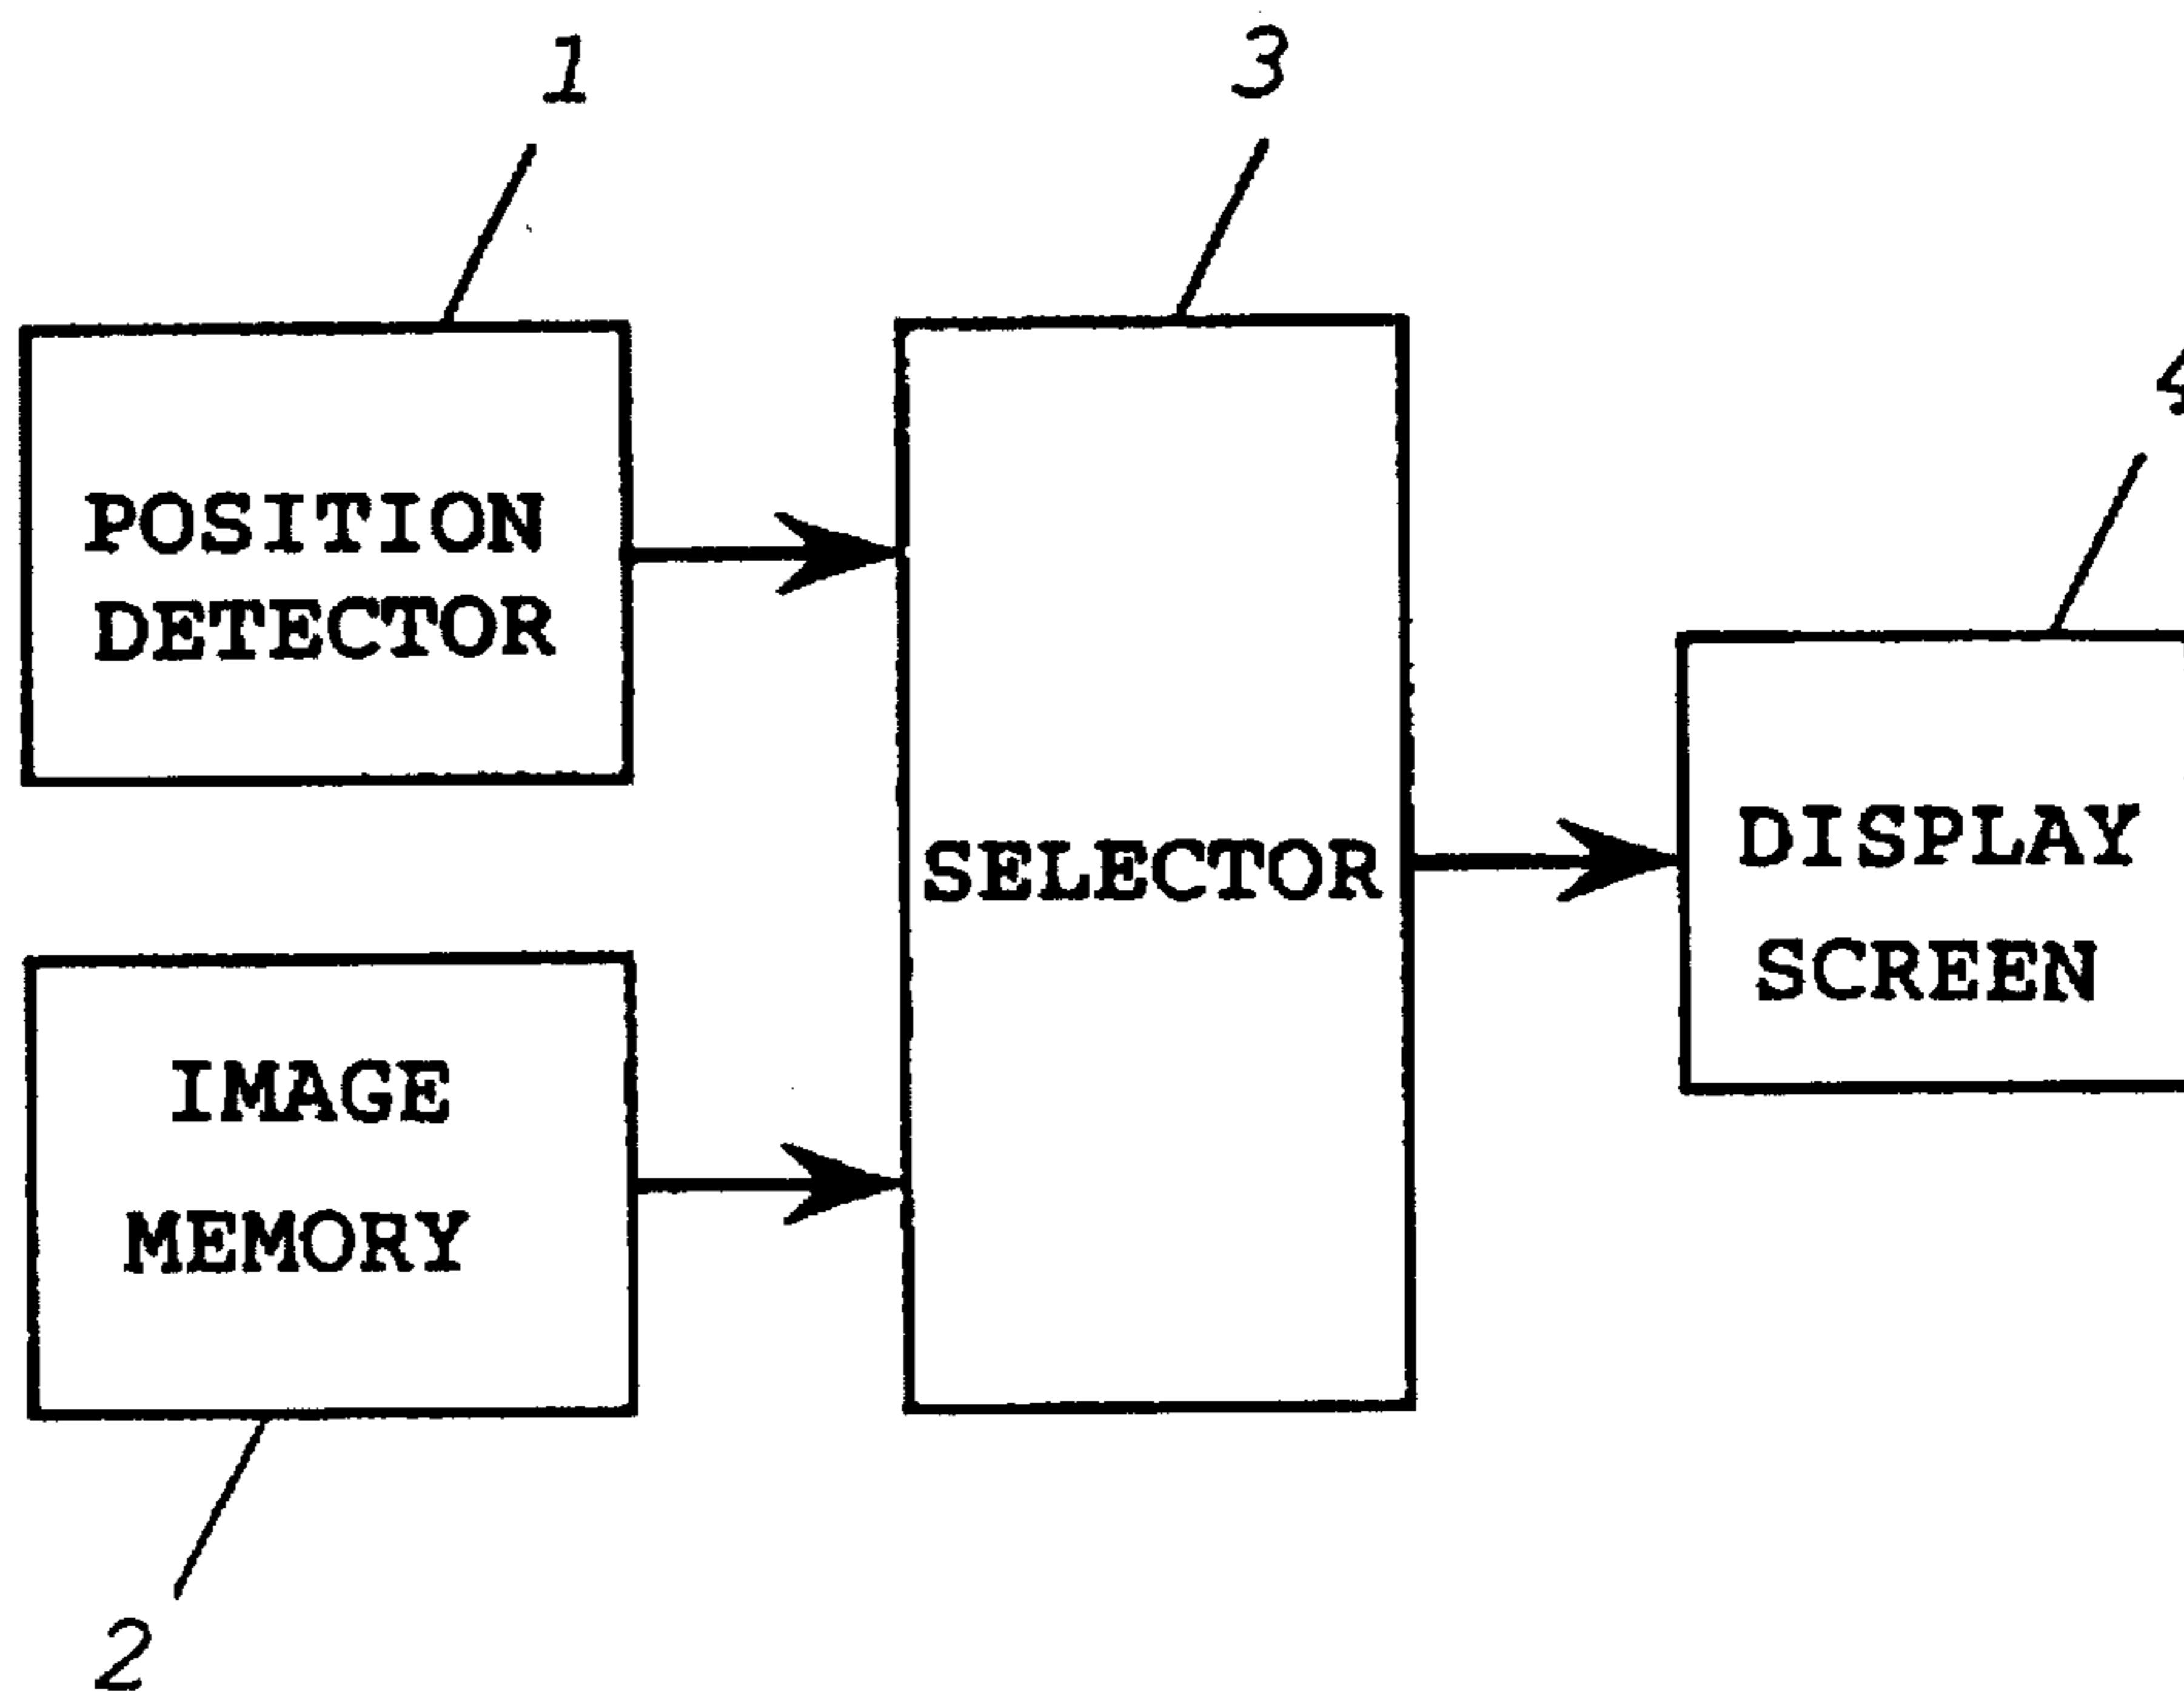 1
3
4
POSITION
DETECTOR
SELECTOR
DISPLAY
SCREEN
IMAGE
MEMORY
2